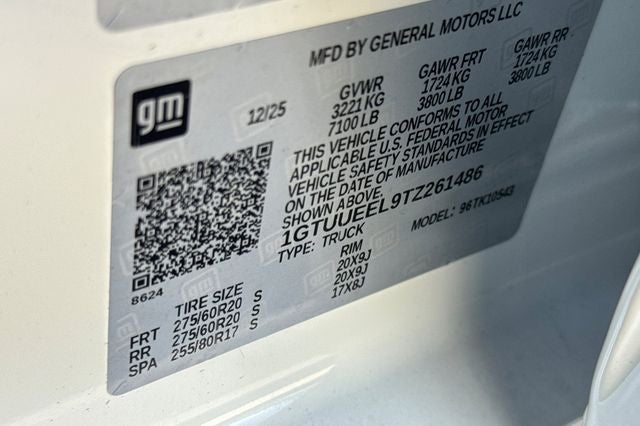 MFD BY GENERAL MOTORS LLC
gm
12/25
GVWR
3221 KG
7100 LB
GAWR FRT
1724 KG
3800 LB
GAWR RR
1724 KG
3800 LB
THIS VEHICLE CONFORMS TO ALL
APPLICABLE U.S. FEDERAL MOTOR
VEHICLE SAFETY STANDARDS IN EFFECT
ON THE DATE OF MANUFACTURE
SHOWN ABOVE.
1GTUUEEL9TZ261486
TYPE: TRUCK
MODEL: 98TK10543
8624
TIRE SIZE
RIM
FRT 275/60R20 S 20X9J
RR 275/60R20 S 20X9J
SPA 255/80R17 S 17X8J